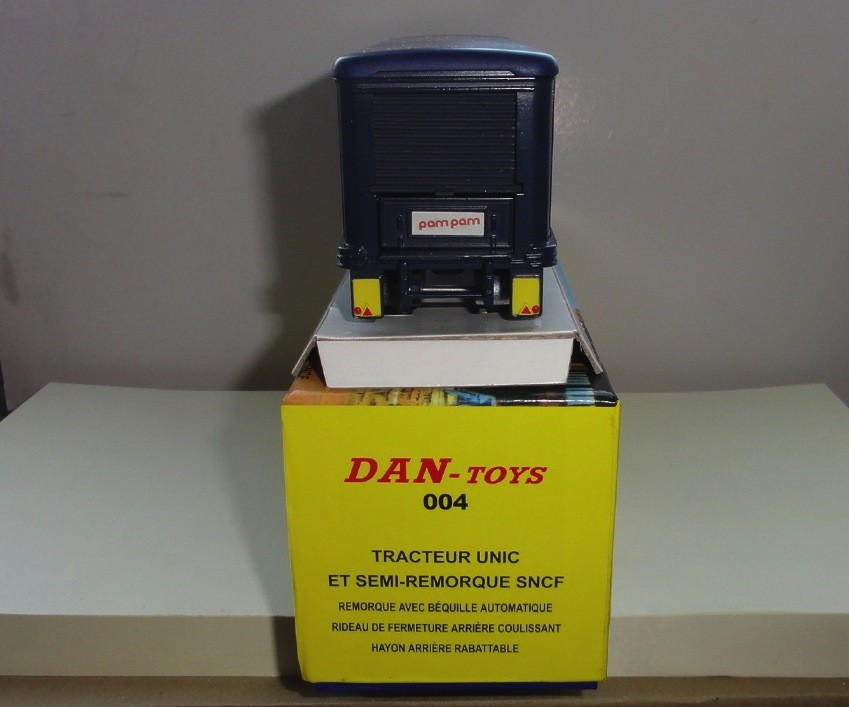 pam pam
DAN-TOYS
004
TRACTEUR UNIC
ET SEMI-REMORQUE SNCF
REMORQUE AVEC BÉQUILLE AUTOMATIQUE
RIDEAU DE FERMETURE ARRIÈRE COULISSANT
HAYON ARRIÈRE RABATTABLE